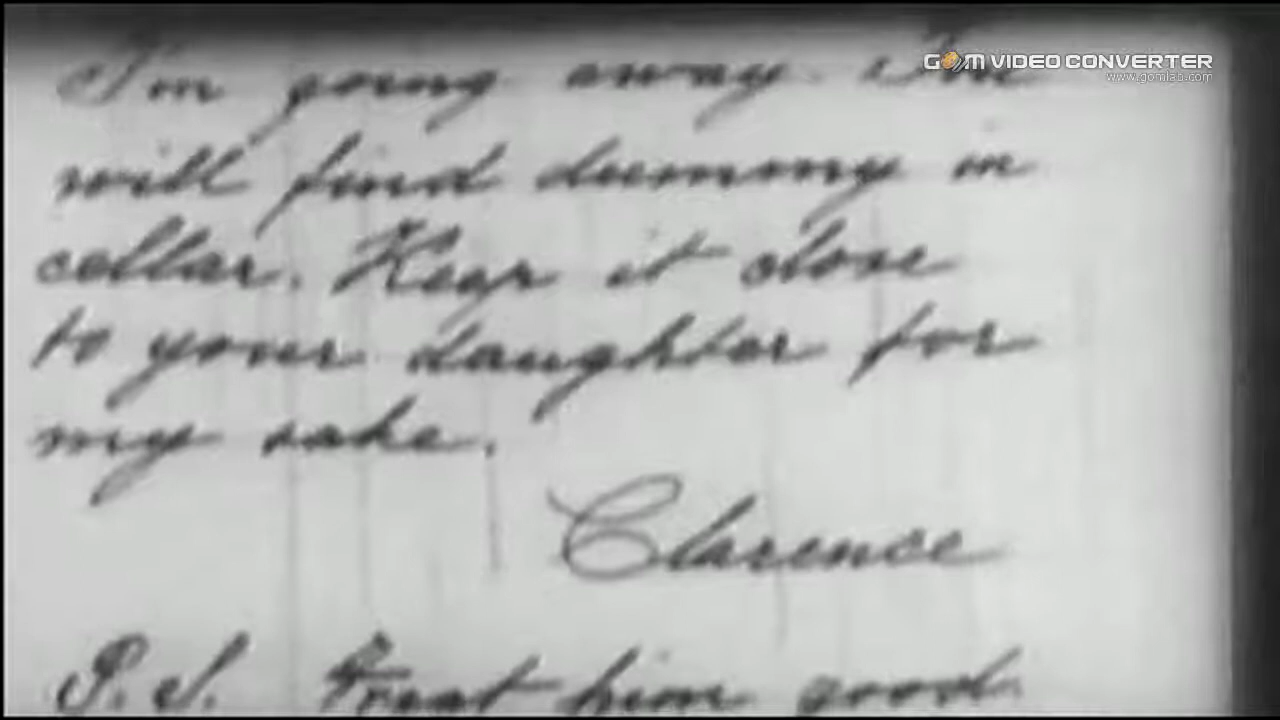 I'm going away. You
will find dummy in
cellar. Keep it close
to your daughter for
my sake.
Clarence
P.S. Treat him good
GOM VIDEO CONVERTER
www.gomlab.com